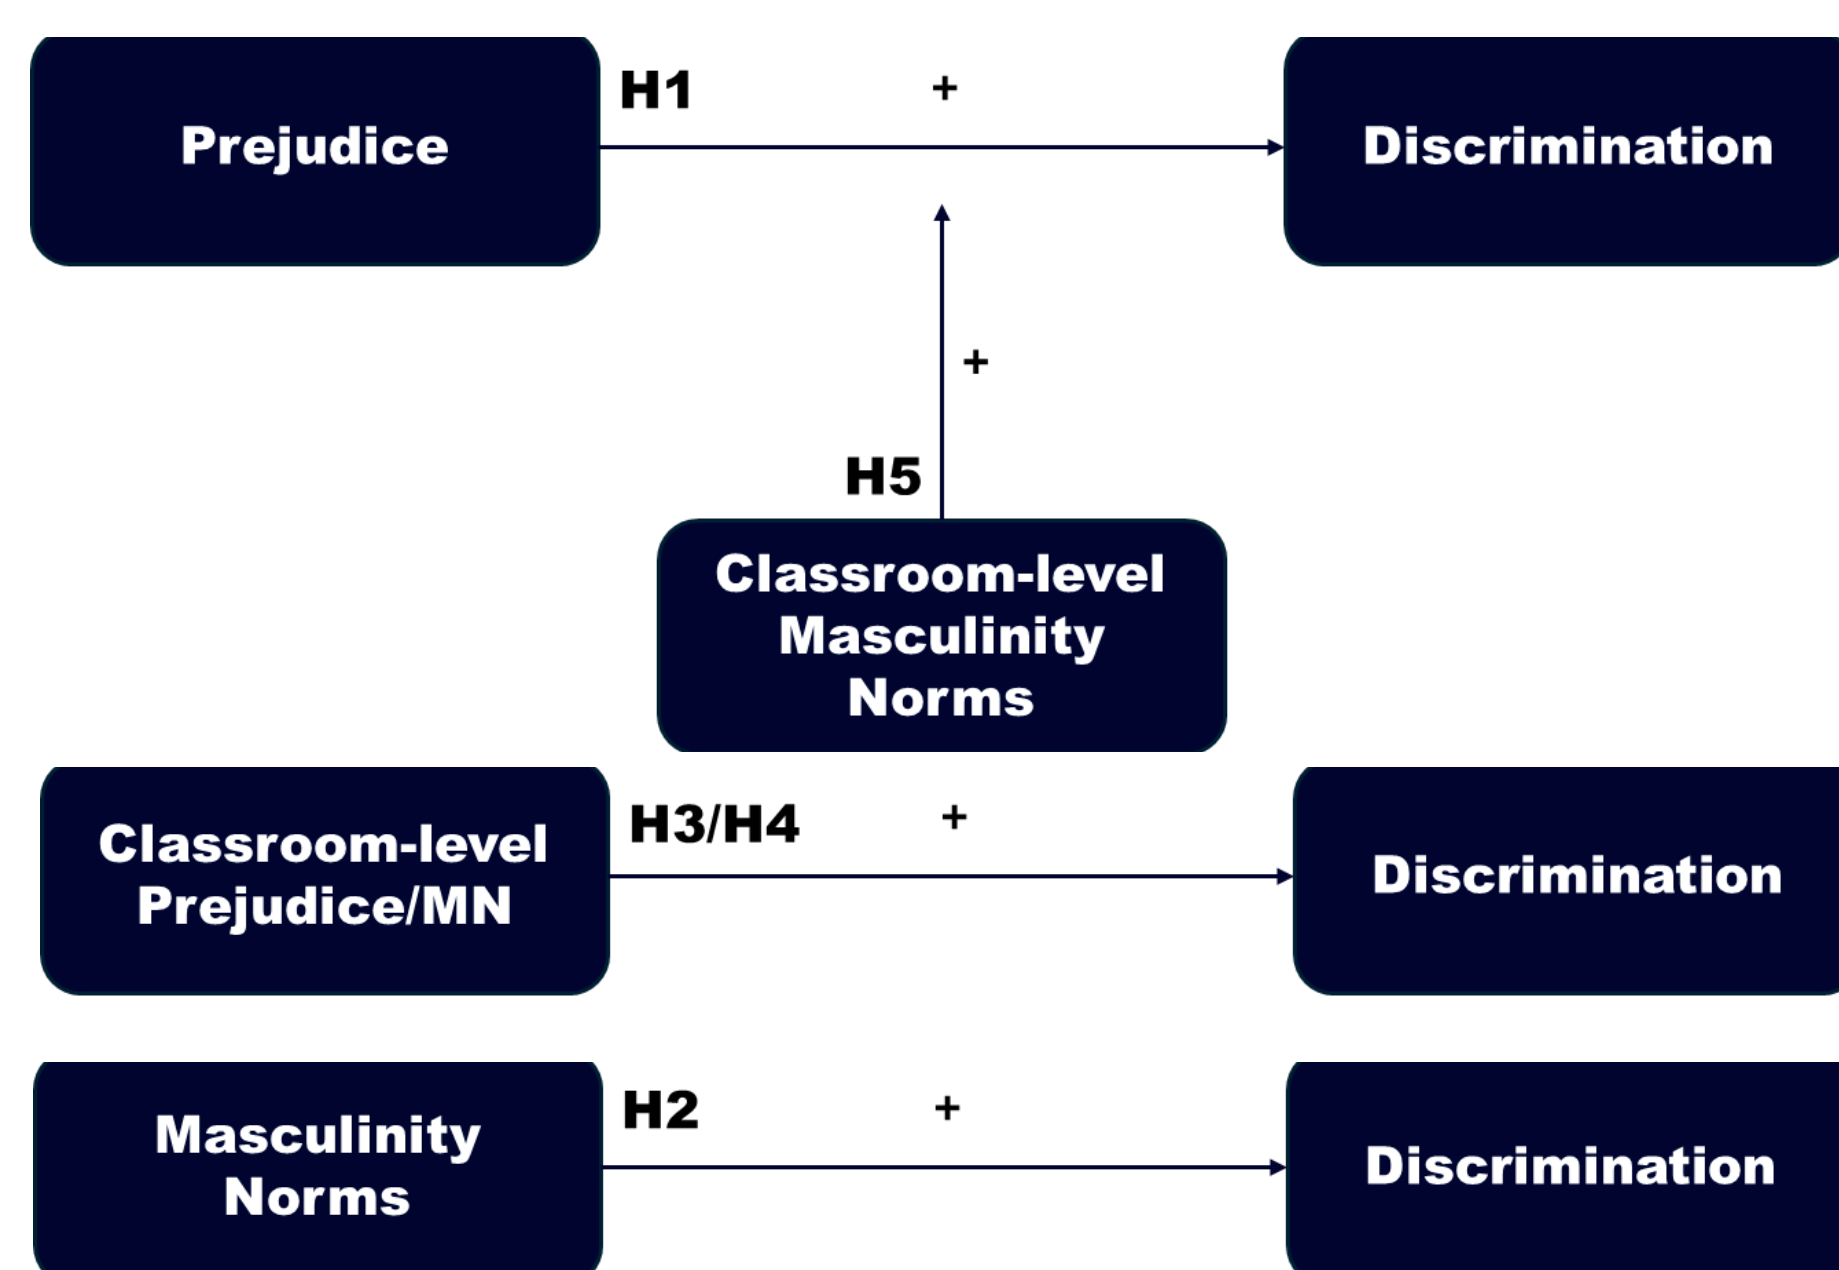 Prejudice
H1
+
Discrimination
+
H5
Classroom-level
Masculinity
Norms
Classroom-level
Prejudice/MN
H3/H4
+
Discrimination
Masculinity
Norms
H2
+
Discrimination